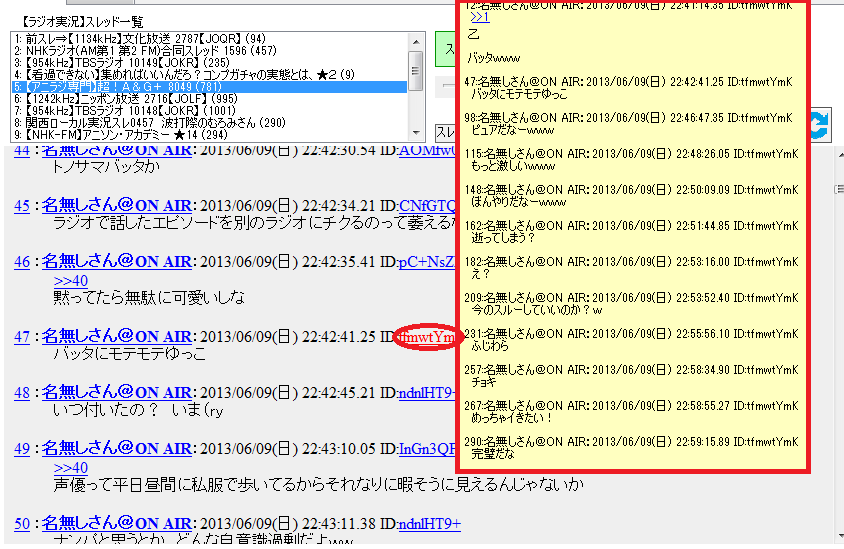 【ラジオ実況】スレッド一覧
1: 前スレ⇒【1134kHz】文化放送 2787【JOQR】 (94)
2: NHKラジオ(AM第1 第2 FM)合同スレッド 1596 (457)
3: 【954kHz】TBSラジオ 10149【JOKR】 (235)
4: 【看過できない】集めればいいんだろ？コンプガチャの実態とは、★2 (9)
5: 【アニラジ専門】超！Ａ＆Ｇ＋ 8049 (781)
6: 【1242kHz】ニッポン放送 2716【JOLF】 (995)
7: 【954kHz】TBSラジオ 10148【JOKR】 (1001)
8: 関西ローカル実況スレ0457 波打際のむろみさん (290)
9: 【NHK-FM】アニソン・アカデミー ★14 (294)
ス
スレ
44：名無しさん＠ON AIR：2013/06/09(日) 22:42:30.54 ID:AOMfw
トノサマバッタか
45：名無しさん＠ON AIR：2013/06/09(日) 22:42:34.21 ID:CNfGTQ
ラジオで話したエピソードを別のラジオにチクるのって萎える
46：名無しさん＠ON AIR：2013/06/09(日) 22:42:35.41 ID:pC+NsZ
>>40
黙ってたら無駄に可愛いしな
47：名無しさん＠ON AIR：2013/06/09(日) 22:42:41.25 ID:tfmwtYm
バッタにモテモテゆっこ
48：名無しさん＠ON AIR：2013/06/09(日) 22:42:45.21 ID:ndnlHT9+
いつ付いたの？　いま（ry
49：名無しさん＠ON AIR：2013/06/09(日) 22:43:10.05 ID:InGn3QF
>>40
声優って平日昼間に私服で歩いてるからそれなりに暇そうに見えるんじゃないか
50：名無しさん＠ON AIR：2013/06/09(日) 22:43:11.38 ID:ndnlHT9+
ナンパと思うとか、どんな自意識過剰だよww
12:名無しさん＠ON AIR：2013/06/09(日) 22:41:14.35 ID:tfmwtYmK
>>1
乙
バッタwwww
47:名無しさん＠ON AIR：2013/06/09(日) 22:42:41.25 ID:tfmwtYmK
バッタにモテモテゆっこ
98:名無しさん＠ON AIR：2013/06/09(日) 22:46:47.35 ID:tfmwtYmK
ピュアだなーwwww
115:名無しさん＠ON AIR：2013/06/09(日) 22:48:26.05 ID:tfmwtYmK
もっと激しいwwww
148:名無しさん＠ON AIR：2013/06/09(日) 22:50:09.09 ID:tfmwtYmK
ぼんやりだなーwwww
162:名無しさん＠ON AIR：2013/06/09(日) 22:51:44.85 ID:tfmwtYmK
逝ってしまう？
182:名無しさん＠ON AIR：2013/06/09(日) 22:53:16.00 ID:tfmwtYmK
え？
209:名無しさん＠ON AIR：2013/06/09(日) 22:53:52.40 ID:tfmwtYmK
今のスルーしていいのか？ｗ
231:名無しさん＠ON AIR：2013/06/09(日) 22:55:56.10 ID:tfmwtYmK
ふじわら
257:名無しさん＠ON AIR：2013/06/09(日) 22:58:34.90 ID:tfmwtYmK
チョキ
267:名無しさん＠ON AIR：2013/06/09(日) 22:58:55.27 ID:tfmwtYmK
めっちゃイきたい！
290:名無しさん＠ON AIR：2013/06/09(日) 22:59:15.89 ID:tfmwtYmK
完璧だな